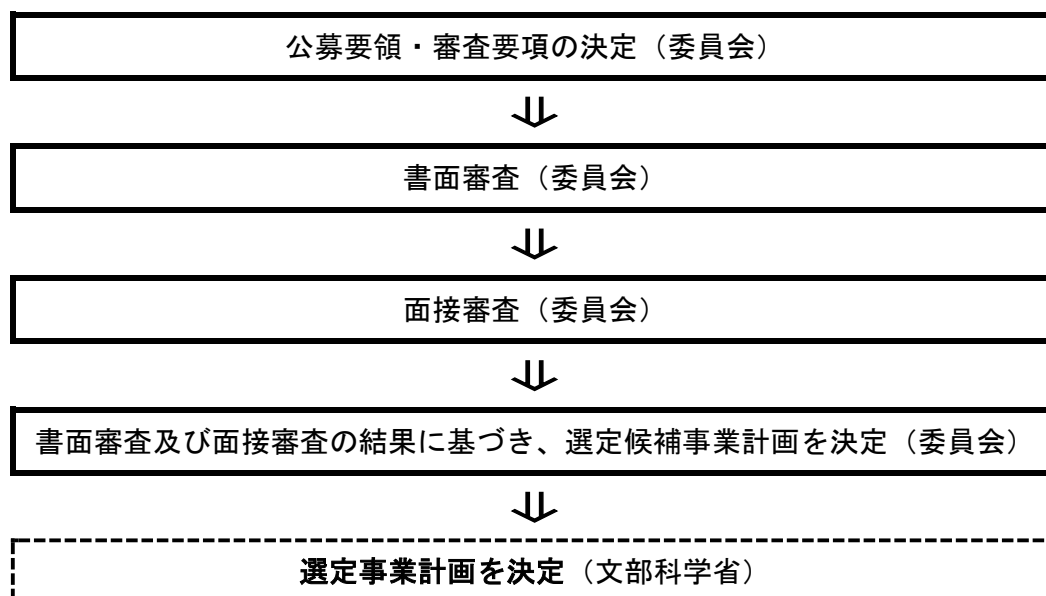 公募要領・審査要項の決定（委員会）
⇓
書面審査（委員会）
⇓
面接審査（委員会）
⇓
書面審査及び面接審査の結果に基づき、選定候補事業計画を決定（委員会）
⇓
選定事業計画を決定（文部科学省）